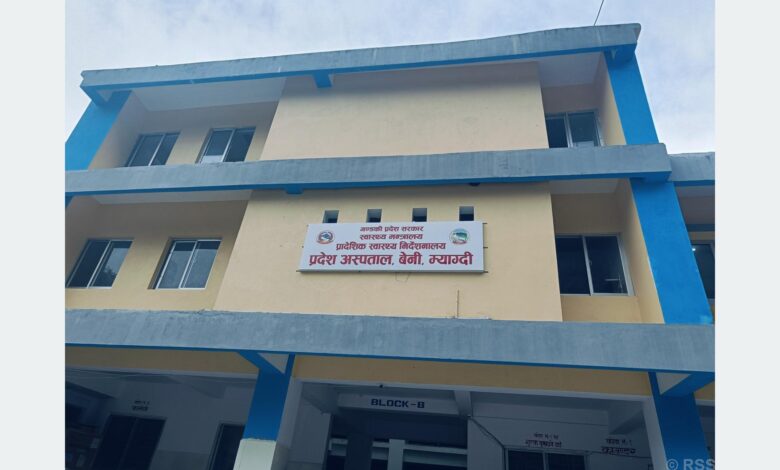 गण्डकी प्रदेश सरकार
स्वास्थ्य मन्त्रालय
प्रादेशिक स्वास्थ्य निर्देशनालय
प्रदेश अस्पताल, बेनी, म्याग्दी
BLOCK-B
© RSS